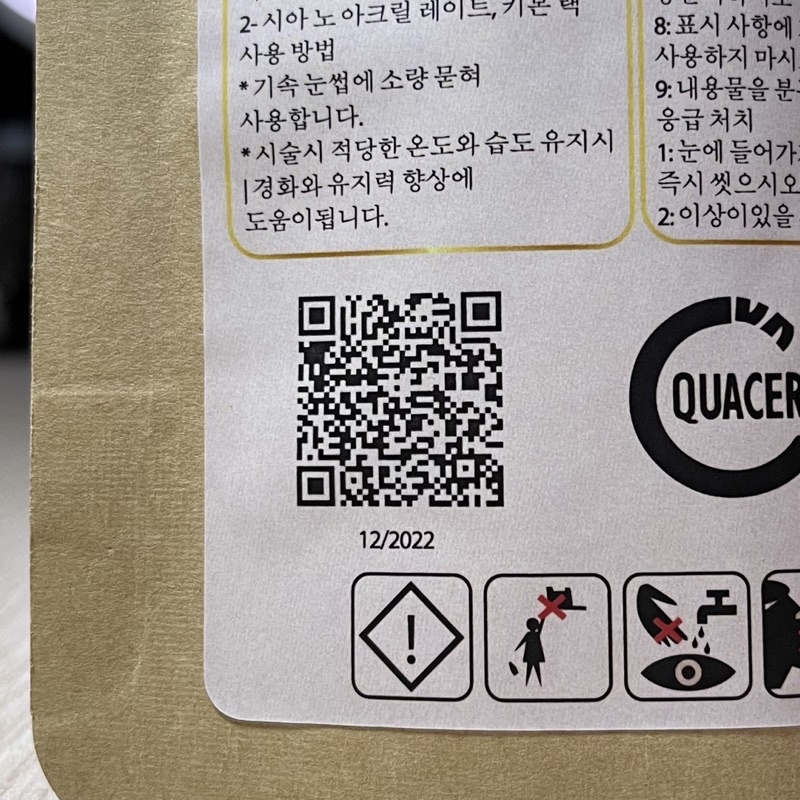 2- 시아 노 아크릴 레이트, 키본 랙
사용 방법
* 기속 눈썹에 소량 묻혀
사용합니다.
* 시술시 적당한 온도와 습도 유지시
| 경화와 유지력 향상에
도움이됩니다.
8: 표시 사항에
사용하지 마시
9: 내용물을 분
응급 처치
1: 눈에 들어가
즉시 씻으시오
2: 이상이있을
QUACER
12/2022